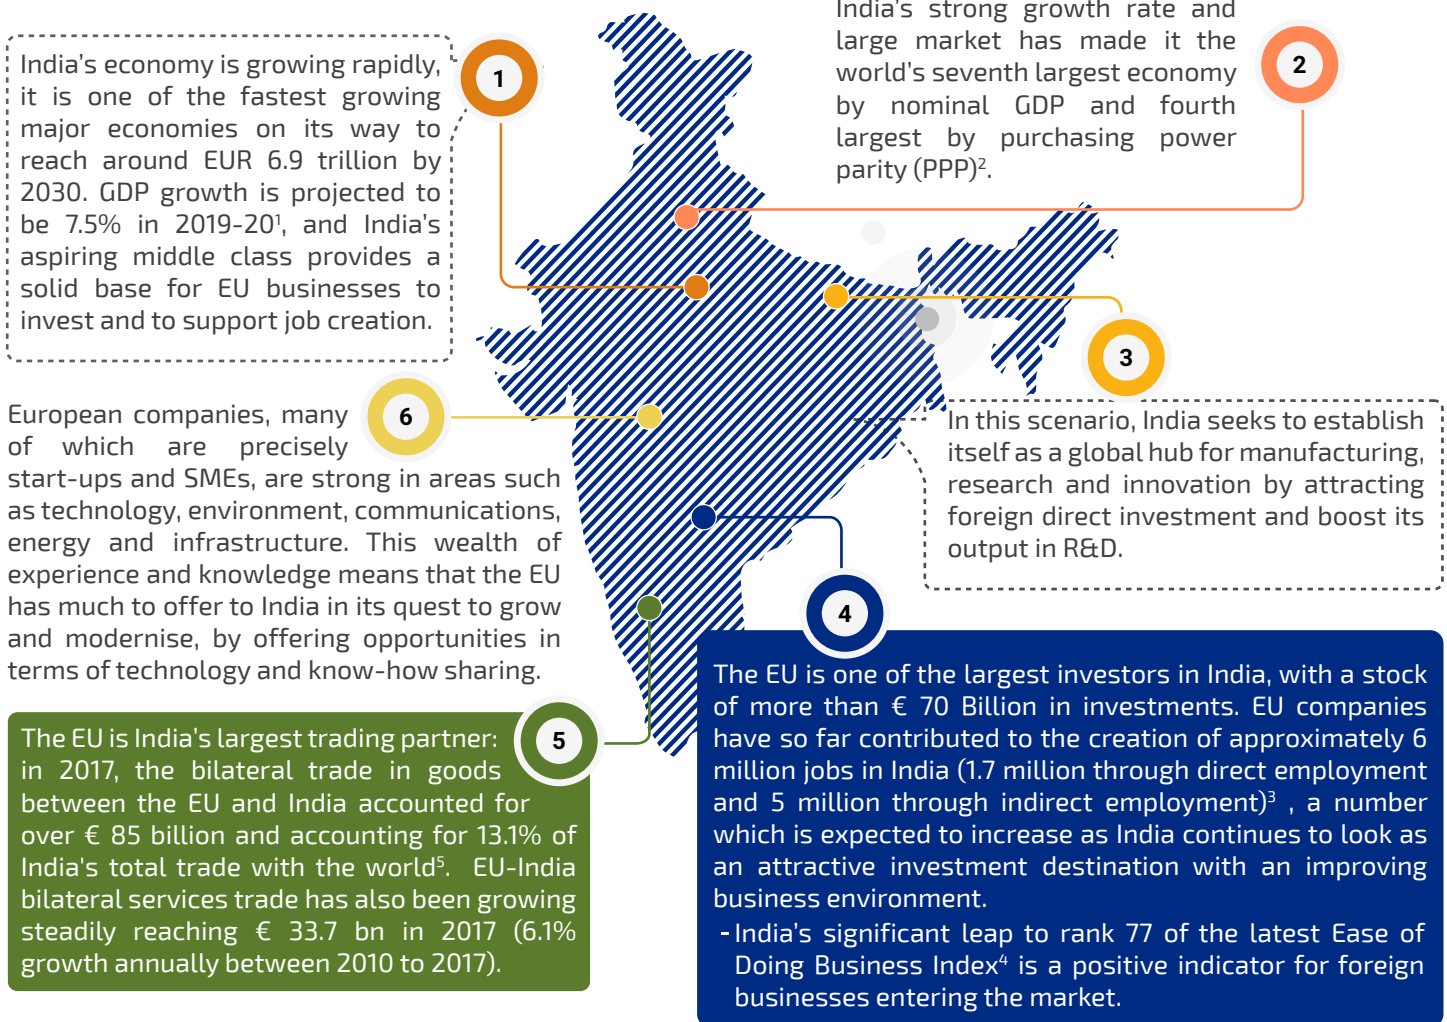 1
India’s economy is growing rapidly,
it is one of the fastest growing
major economies on its way to
reach around EUR 6.9 trillion by
2030. GDP growth is projected to
be 7.5% in 2019-20¹, and India’s
aspiring middle class provides a
solid base for EU businesses to
invest and to support job creation.
2
India’s strong growth rate and
large market has made it the
world’s seventh largest economy
by nominal GDP and fourth
largest by purchasing power
parity (PPP)².
3
In this scenario, India seeks to establish
itself as a global hub for manufacturing,
research and innovation by attracting
foreign direct investment and boost its
output in R&D.
4
The EU is one of the largest investors in India, with a stock
of more than € 70 Billion in investments. EU companies
have so far contributed to the creation of approximately 6
million jobs in India (1.7 million through direct employment
and 5 million through indirect employment)³ , a number
which is expected to increase as India continues to look as
an attractive investment destination with an improving
business environment.
-India’s significant leap to rank 77 of the latest Ease of
Doing Business Index⁴ is a positive indicator for foreign
businesses entering the market.
5
The EU is India’s largest trading partner:
in 2017, the bilateral trade in goods
between the EU and India accounted for
over € 85 billion and accounting for 13.1% of
India's total trade with the world⁵. EU-India
bilateral services trade has also been growing
steadily reaching € 33.7 bn in 2017 (6.1%
growth annually between 2010 to 2017).
6
European companies, many
of which are precisely
start-ups and SMEs, are strong in areas such
as technology, environment, communications,
energy and infrastructure. This wealth of
experience and knowledge means that the EU
has much to offer to India in its quest to grow
and modernise, by offering opportunities in
terms of technology and know-how sharing.